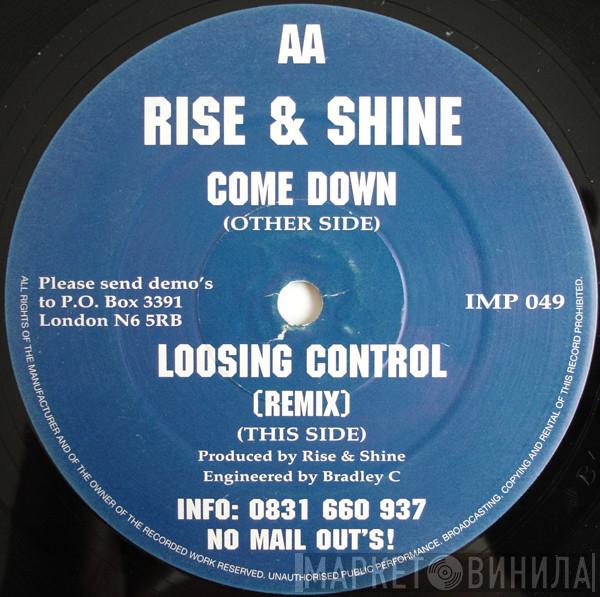 AA
RISE & SHINE
COME DOWN
(OTHER SIDE)
Please send demo's
to P.O. Box 3391
London N6 5RB
IMP 049
LOOSING CONTROL
(REMIX)
(THIS SIDE)
Produced by Rise & Shine
Engineered by Bradley C
INFO: 0831 660 937
NO MAIL OUT'S!
ALL RIGHTS OF THE MANUFACTURER AND OF THE OWNER OF THE RECORDED WORK RESERVED. UNAUTHORISED PUBLIC PERFORMANCE, BROADCASTING, COPYING AND RENTAL OF THIS RECORD PROHIBITED.
МАРКЕТ ВИНИЛА